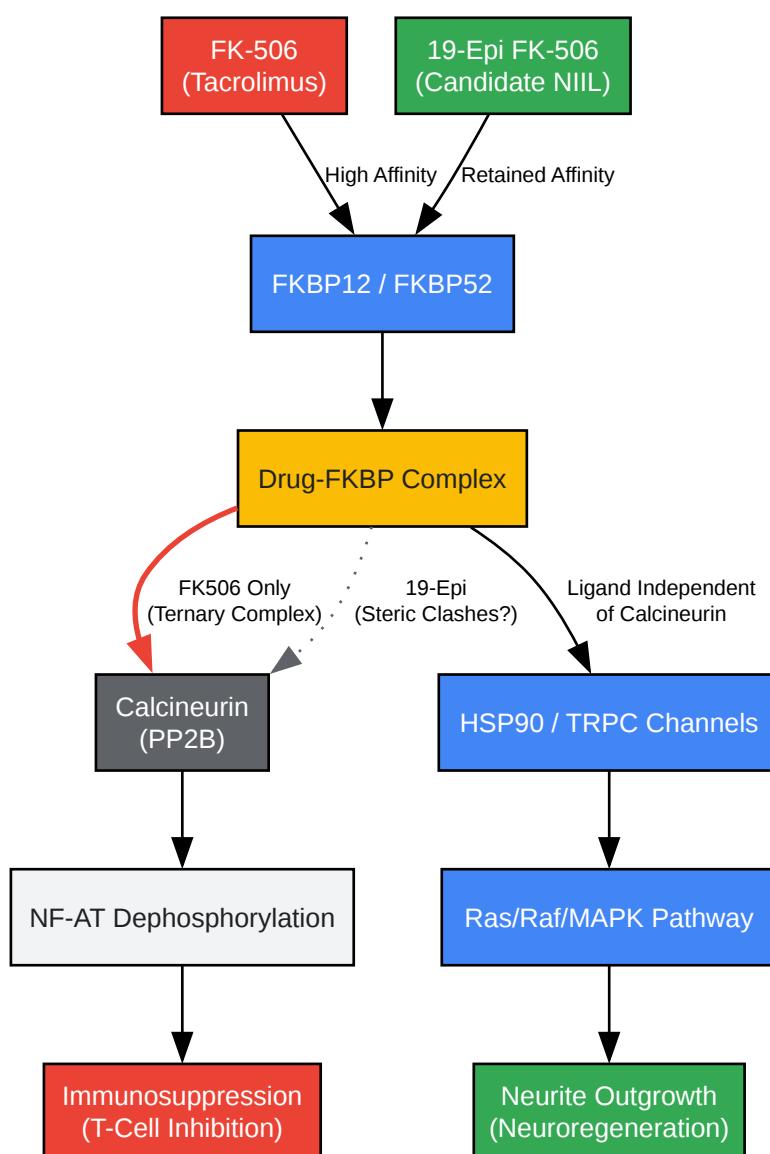 FK-506
(Tacrolimus)
19-Epi FK-506
(Candidate NIIL)
High Affinity
Retained Affinity
FKBP12 / FKBP52
Drug-FKBP Complex
FK506 Only
(Ternary Complex)
19-Epi
(Steric Clashes?)
Ligand Independent
of Calcineurin
Calcineurin
(PP2B)
HSP90 / TRPC Channels
NF-AT Dephosphorylation
Ras/Raf/MAPK Pathway
Immunosuppression
(T-Cell Inhibition)
Neurite Outgrowth
(Neuroregeneration)